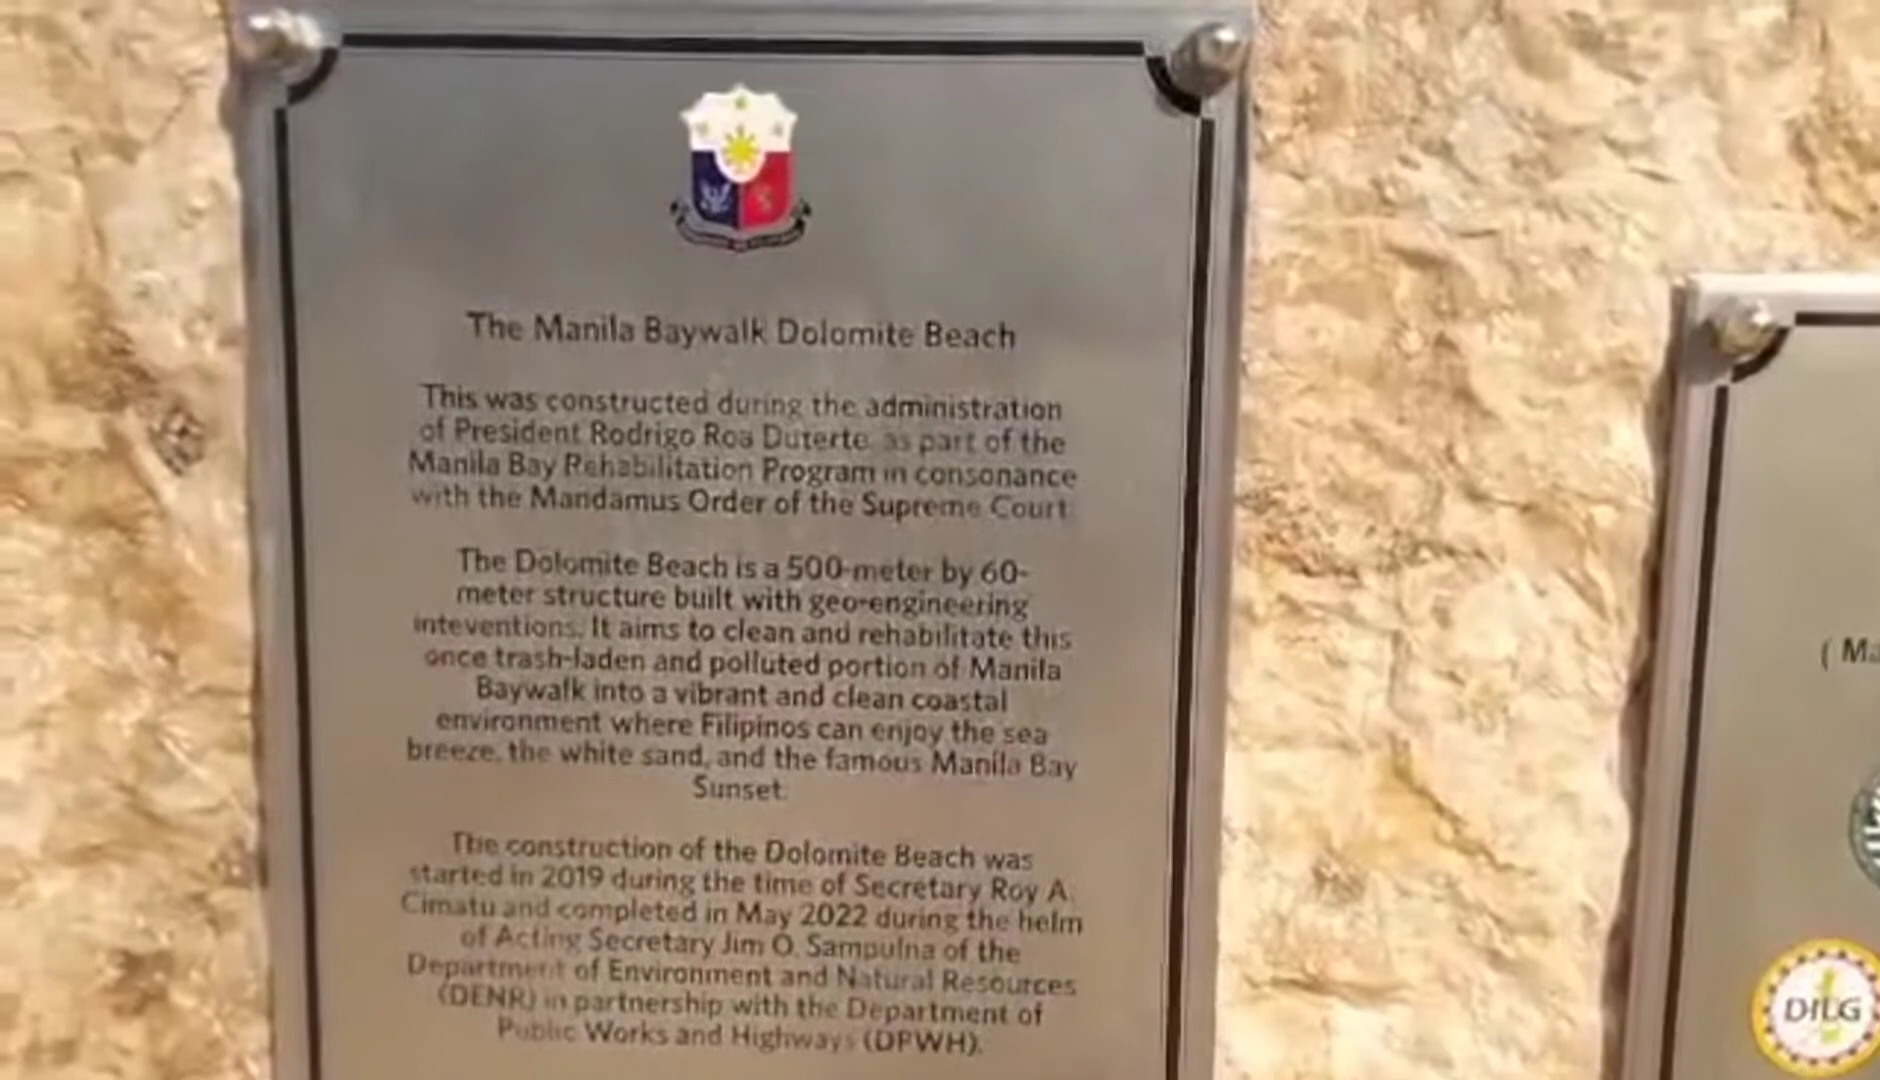 The Manila Baywalk Dolomite Beach
This was constructed during the administration
of President Rodrigo Roa Duterte as part of the
Manila Bay Rehabilitation Program in consonance
with the Mandamus Order of the Supreme Court
The Dolomite Beach is a 500-meter by 60-
meter structure built with geo-engineering
inteventions. It aims to clean and rehabilitate this
once trash-laden and polluted portion of Manila
Baywalk into a vibrant and clean coastal
environment where Filipinos can enjoy the sea
breeze, the white sand, and the famous Manila Bay
Sunset.
The construction of the Dolomite Beach was
started in 2019 during the time of Secretary Roy A.
Cimatu and completed in May 2022 during the helm
of Acting Secretary Jim O. Sampulna of the
Department of Environment and Natural Resources
(DENR) in partnership with the Department of
Public Works and Highways (DPWH).
( Ma
DILG